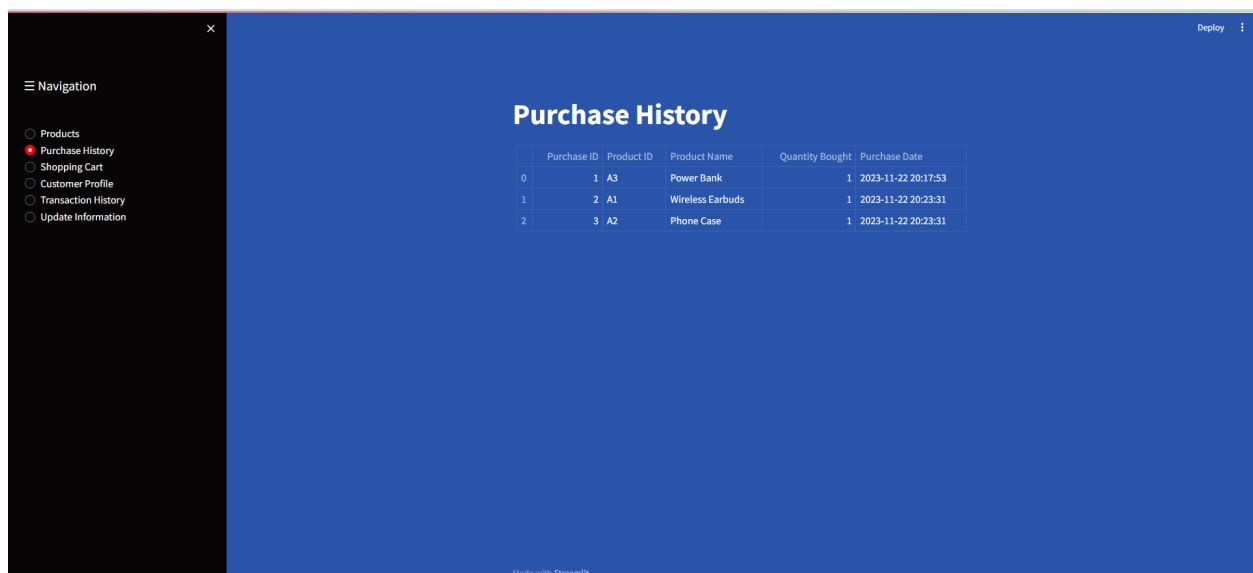 Deploy
☰ Navigation
Products
Purchase History
Shopping Cart
Customer Profile
Transaction History
Update Information
Purchase History
Purchase ID Product ID Product Name Quantity Bought Purchase Date
0 1 A3 Power Bank 1 2023-11-22 20:17:53
1 2 A1 Wireless Earbuds 1 2023-11-22 20:23:31
2 3 A2 Phone Case 1 2023-11-22 20:23:31
Made with Streamlit